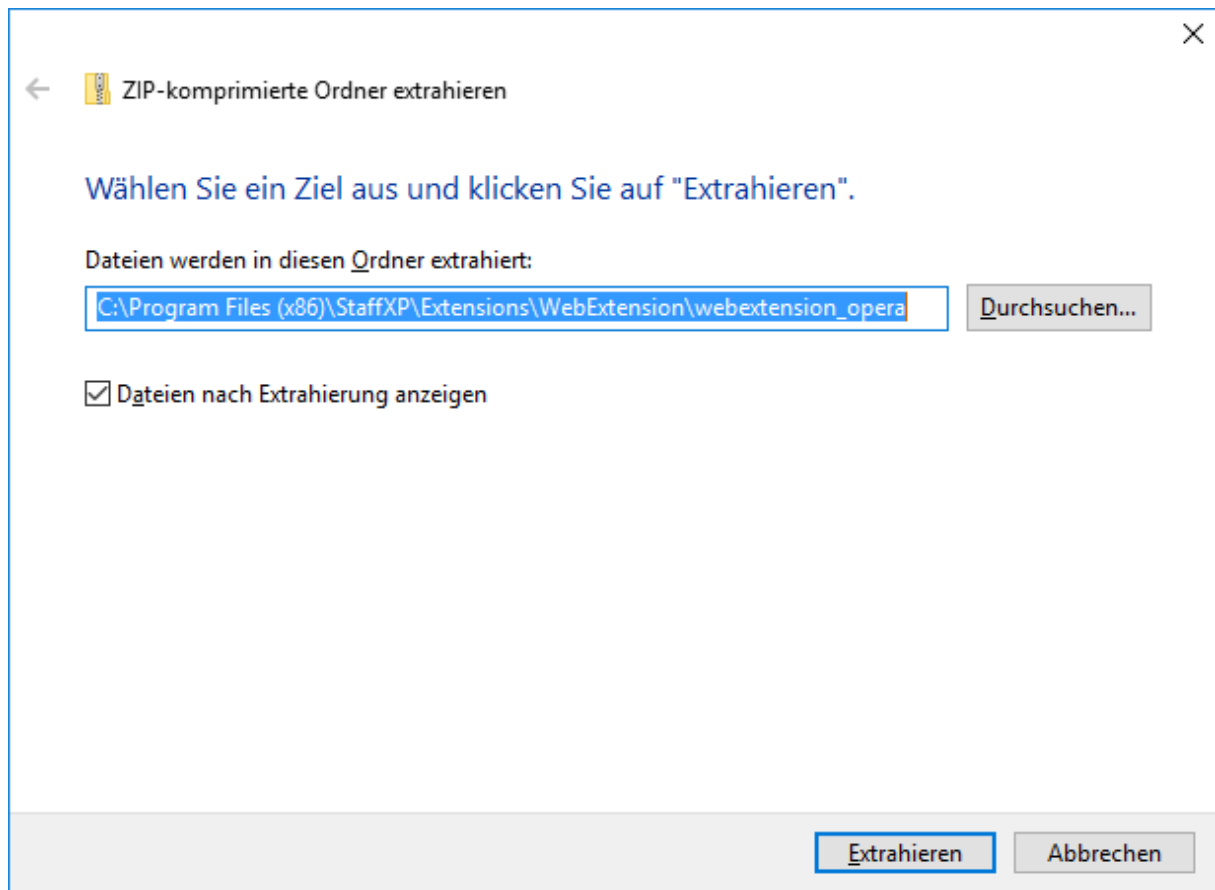 ZIP-komprimierte Ordner extrahieren
Wählen Sie ein Ziel aus und klicken Sie auf "Extrahieren".
Dateien werden in diesen Ordner extrahiert:
C:\Program Files (x86)\StaffXP\Extensions\WebExtension\webextension_opera
Durchsuchen...
Dateien nach Extrahierung anzeigen
Extrahieren
Abbrechen